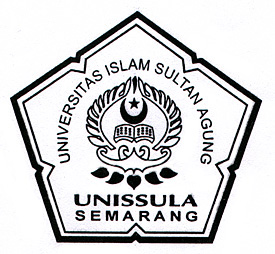 UNIVERSITAS ISLAM SULTAN AGUNG
UNISSULA
SEMARANG